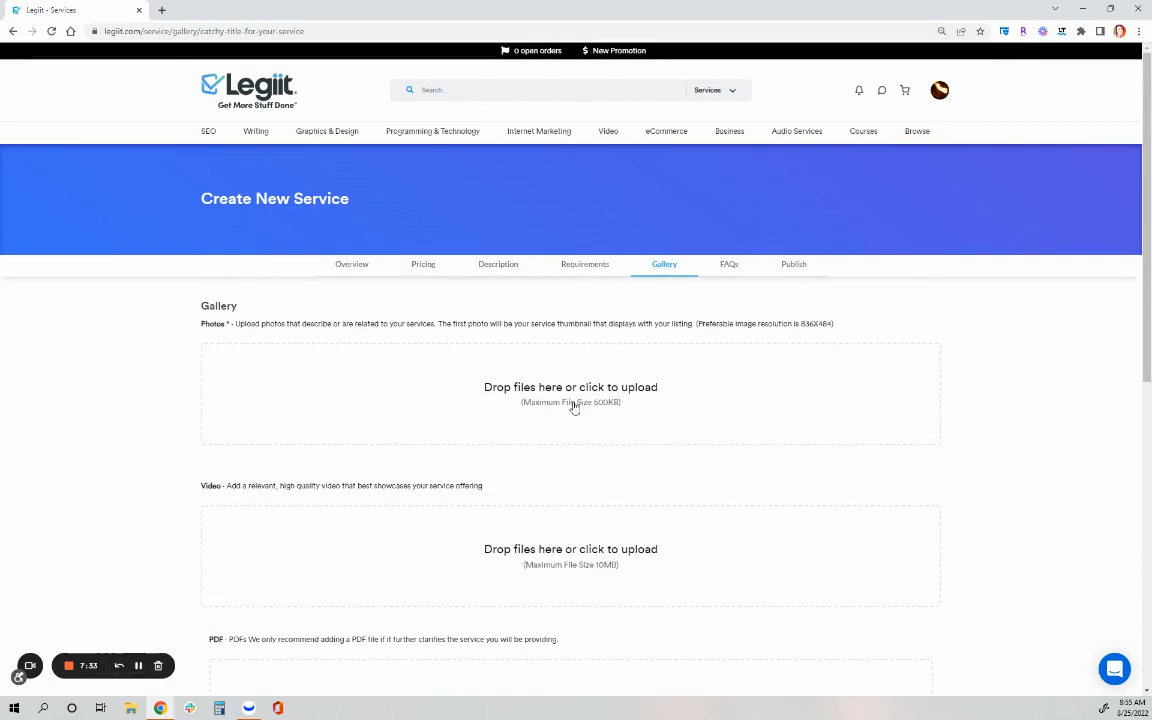 Legiit - Services
legiit.com/service/gallery/catchy-title-for-your-service
0 open orders
New Promotion
Legiit
Get More Stuff Done™
Search...
Services
SEO
Writing
Graphics & Design
Programming & Technology
Internet Marketing
Video
eCommerce
Business
Audio Services
Courses
Browse
Create New Service
Overview
Pricing
Description
Requirements
Gallery
FAQs
Publish
Gallery
Photos * - Upload photos that describe or are related to your services. The first photo will be your service thumbnail that displays with your listing. (Preferable image resolution is 836X484)
Drop files here or click to upload
(Maximum File Size 500KB)
Video - Add a relevant, high quality video that best showcases your service offering
Drop files here or click to upload
(Maximum File Size 10MB)
PDF - PDFs We only recommend adding a PDF file if it further clarifies the service you will be providing.
7:33
8:55 AM
8/25/2022